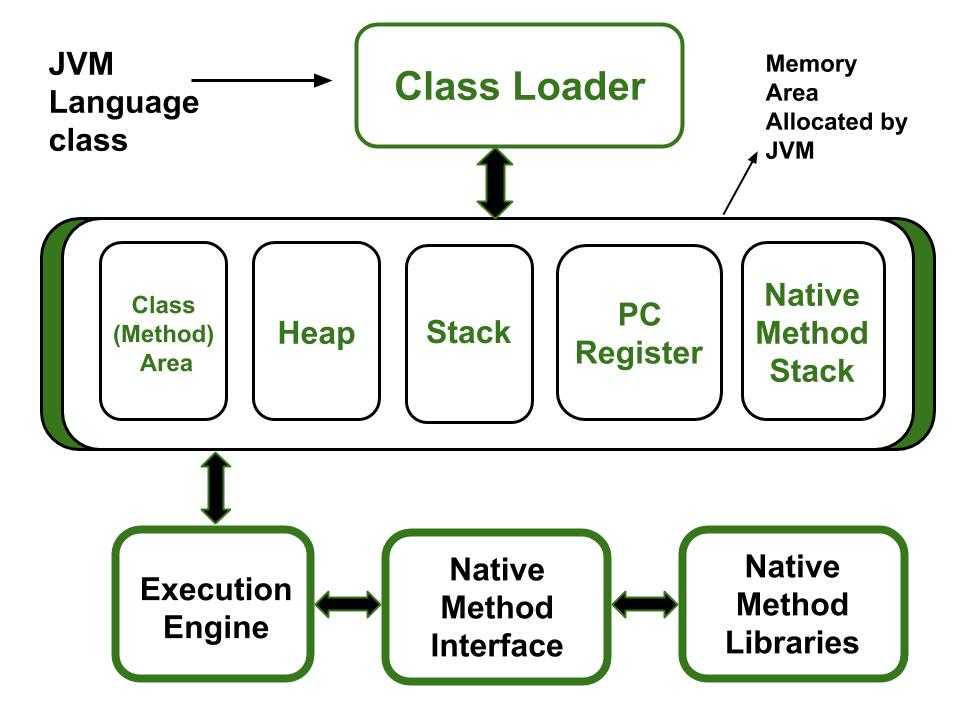 JVM
Language
class
Class Loader
Memory
Area
Allocated by
JVM
Class
(Method)
Area
Heap
Stack
PC
Register
Native
Method
Stack
Execution
Engine
Native
Method
Interface
Native
Method
Libraries